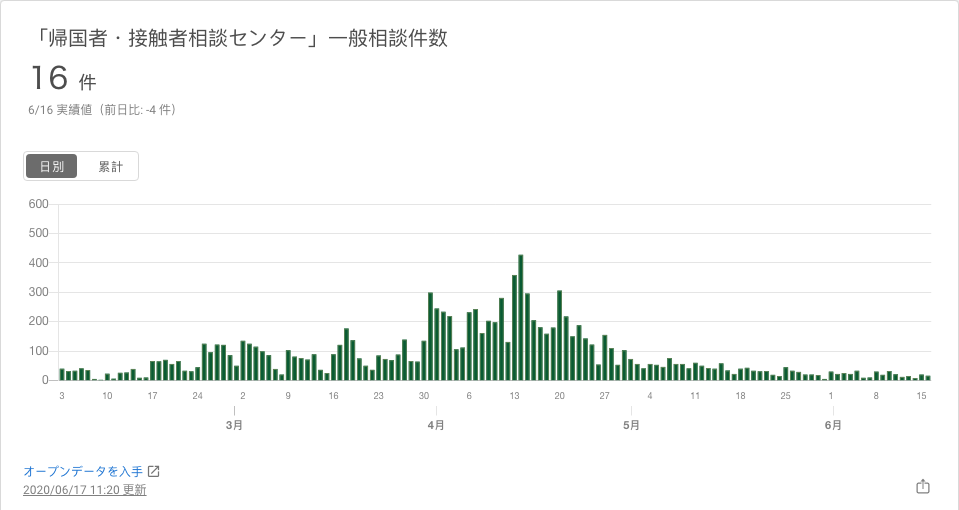 「帰国者・接触者相談センター」一般相談件数
16 件
6/16 実績値（前日比: -4 件）
日別 累計
600
500
400
300
200
100
0
3 10 17 24 2 9 16 23 30 6 13 20 27 4 11 18 25 1 8 15
3月 4月 5月 6月
オープンデータを入手
2020/06/17 11:20 更新